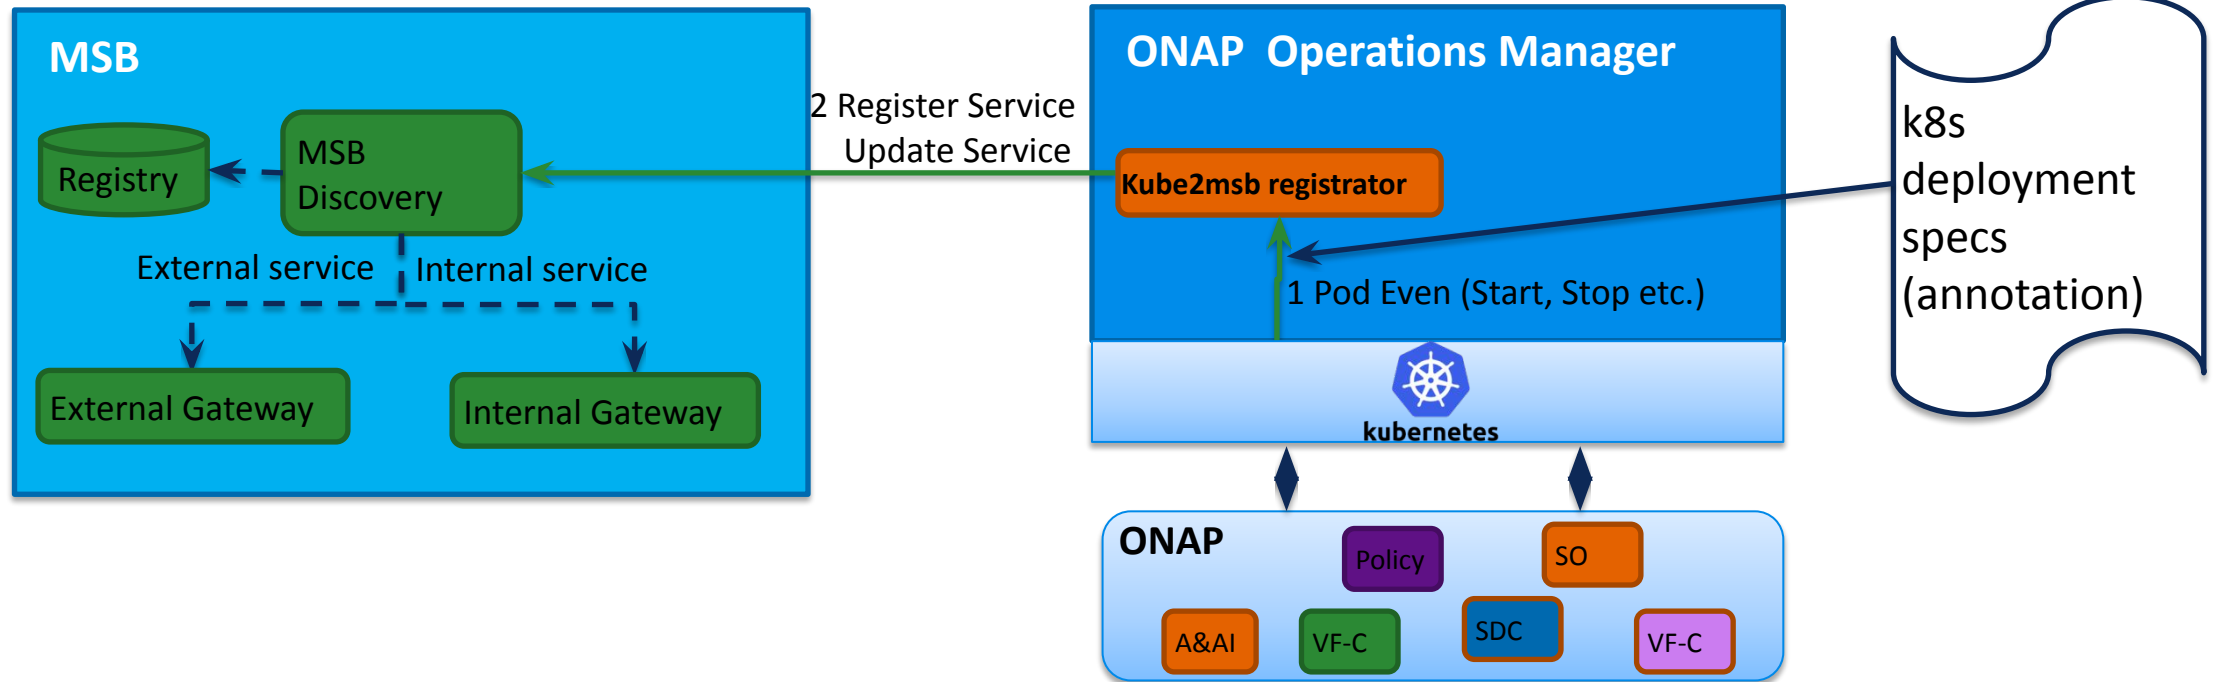 MSB
Registry
MSB
Discovery
External service
Internal service
External Gateway
Internal Gateway
2 Register Service
Update Service
ONAP  Operations Manager
Kube2msb registrator
1 Pod Even (Start, Stop etc.)
kubernetes
k8s
deployment
specs
(annotation)
ONAP
Policy
SO
A&AI
VF-C
SDC
VF-C